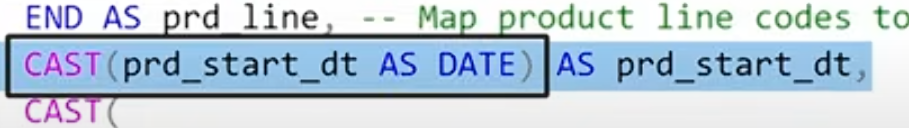 END AS prd_line, -- Map product line codes to
CAST(prd_start_dt AS DATE) AS prd_start_dt,
CAST(